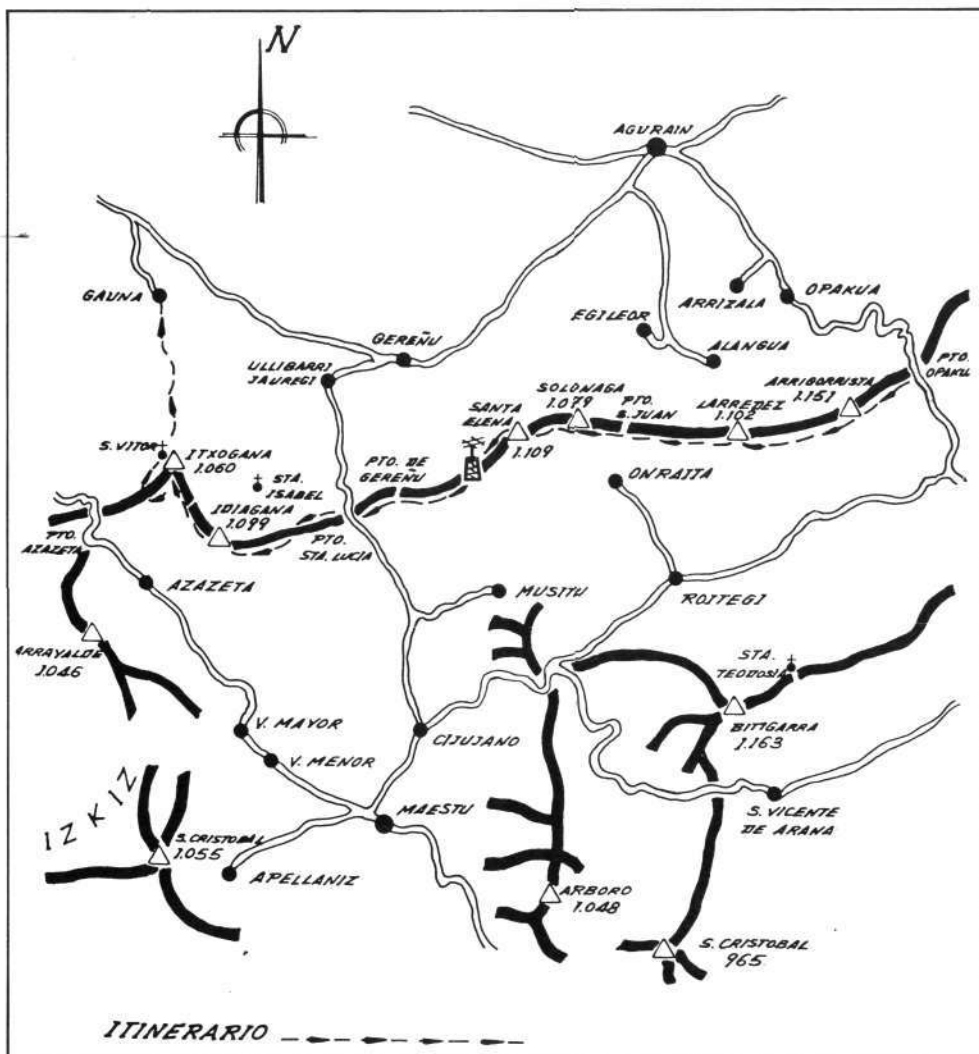 N
AGURAIN
GAUNA
ARRIZALA
OPAKUA
EGILEOR
GEREÑU
ALANGUA
ULLIBARRI
JAUREGI
PTO.
OPAKU
ARRIGORRISTA
1.151
SOLONAGA
1.079
PTO.
S. JUAN
LARREDEZ
1.102
SANTA
ELENA
1.109
S. VITOR
ITXOGANA
1.060
STA.
ISABEL
PTO. DE
GEREÑU
ONRAITA
IDIAGANA
1.099
PTO.
STA. LUCIA
PTO.
AZAZETA
AZAZETA
MUSITU
ROITEGI
ARRAYALDE
1.046
STA.
TEODOSIA
V. MAYOR
CIJUJANO
BITIGARRA
1.163
V. MENOR
IZKIZ
MAESTU
S. VICENTE
DE ARANA
S. CRISTOBAL
1.055
APELLANIZ
ARBORO
1.048
S. CRISTOBAL
965
ITINERARIO